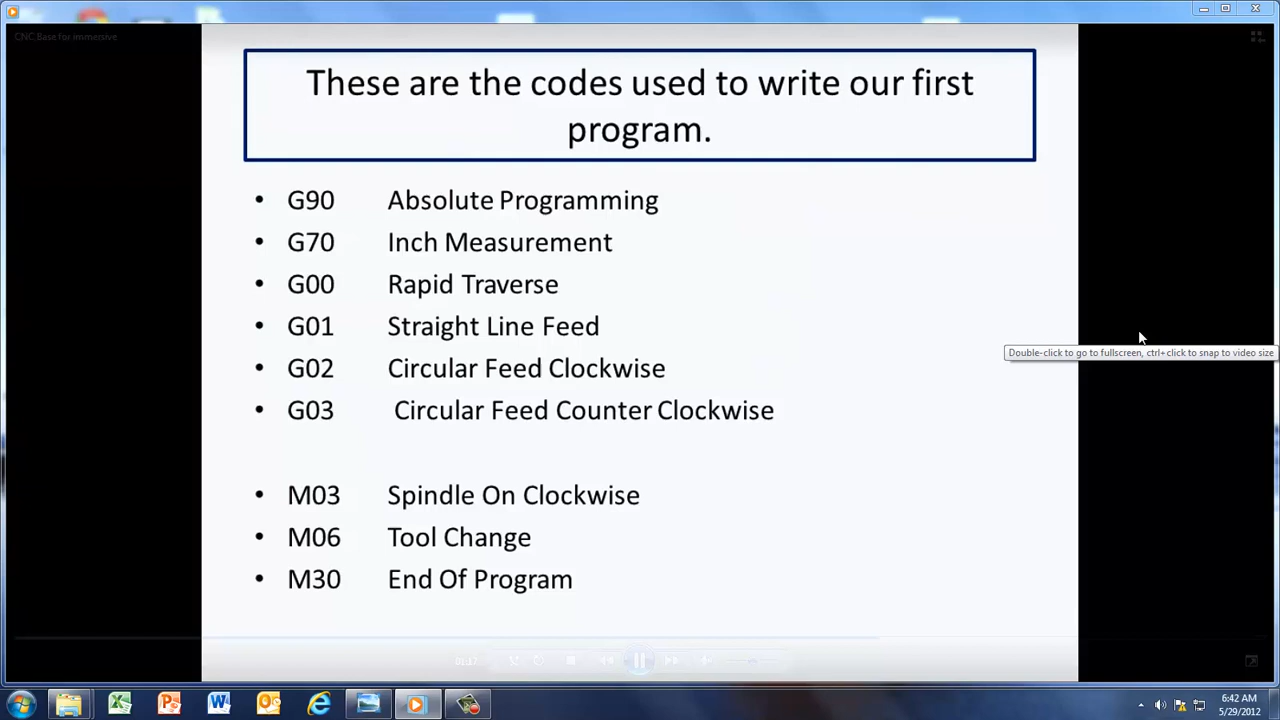 CNC Base for immersive
These are the codes used to write our first
program.
• G90 Absolute Programming
• G70 Inch Measurement
• G00 Rapid Traverse
• G01 Straight Line Feed
• G02 Circular Feed Clockwise
• G03 Circular Feed Counter Clockwise
• M03 Spindle On Clockwise
• M06 Tool Change
• M30 End Of Program
Double-click to go to fullscreen, ctrl+click to snap to video size
01:17
6:42 AM
5/29/2012